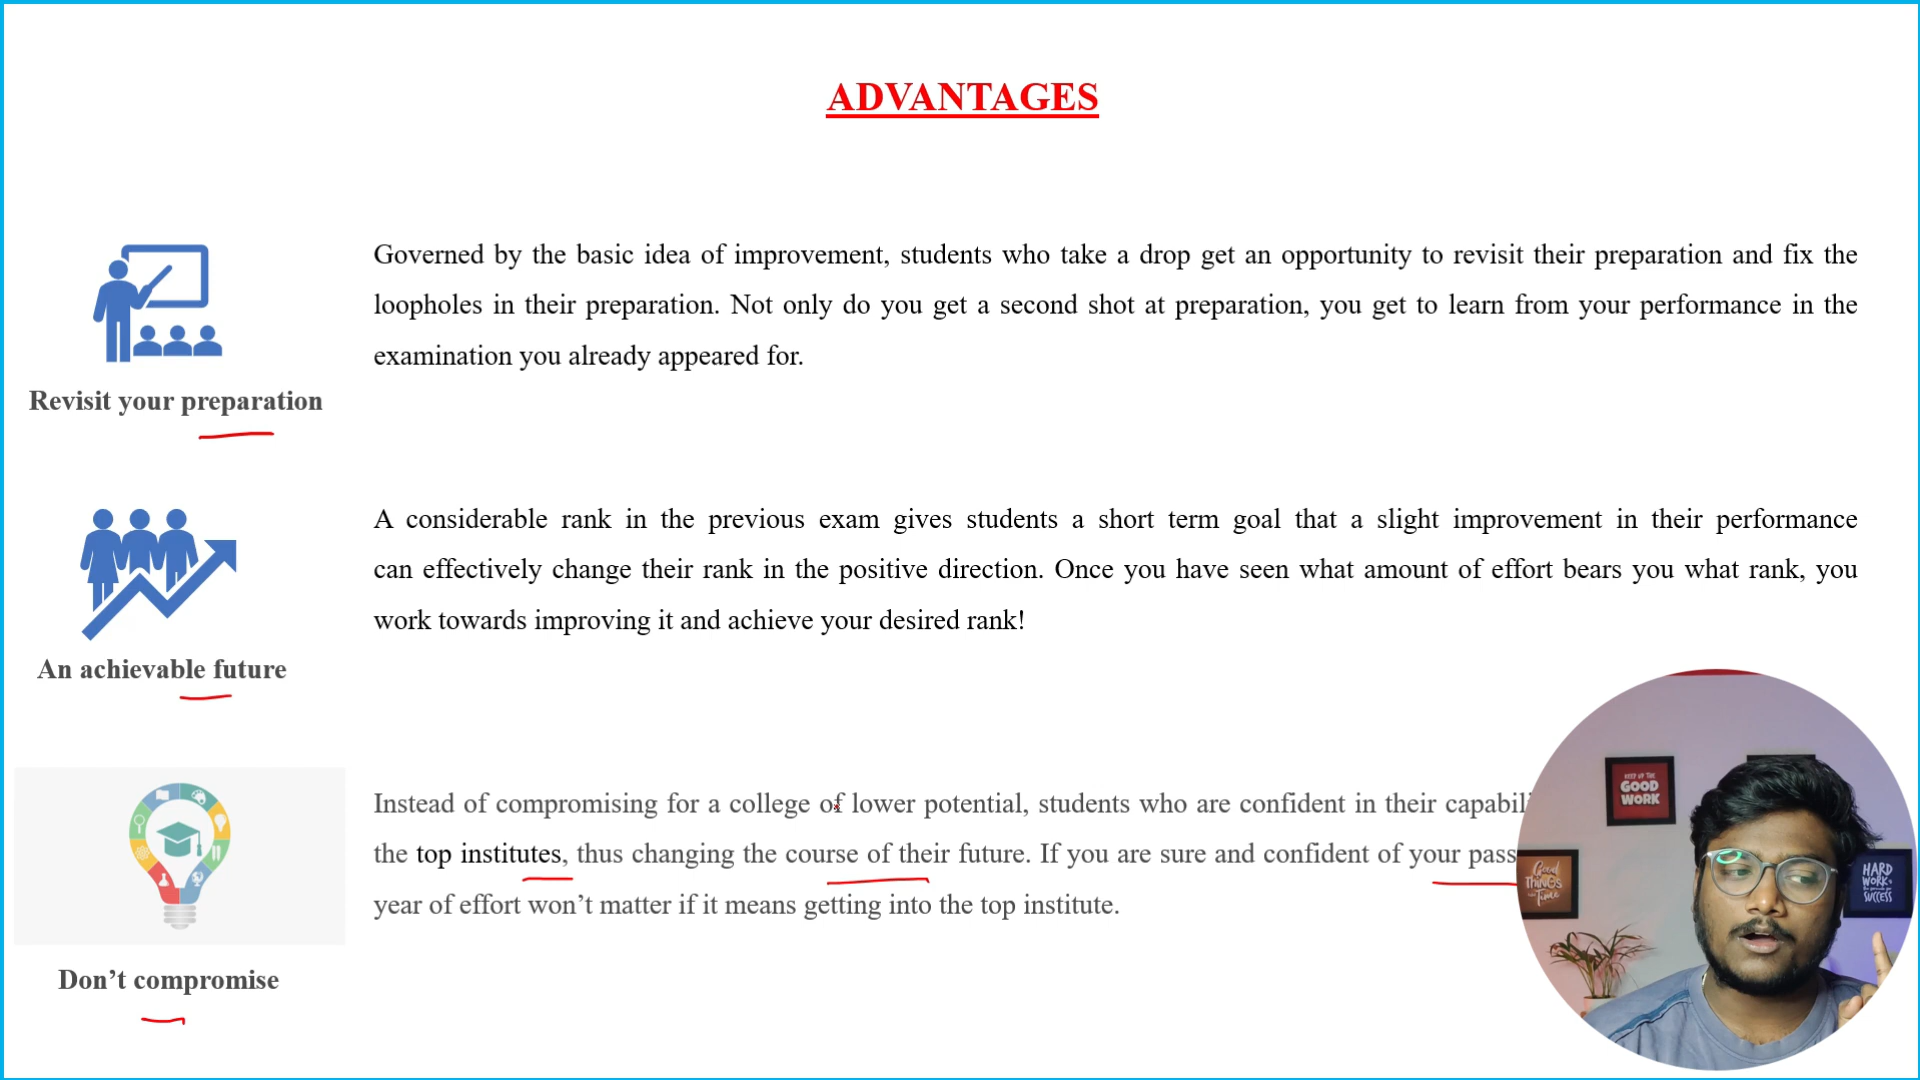 ADVANTAGES
Governed by the basic idea of improvement, students who take a drop get an opportunity to revisit their preparation and fix the
loopholes in their preparation. Not only do you get a second shot at preparation, you get to learn from your performance in the
examination you already appeared for.
Revisit your preparation
A considerable rank in the previous exam gives students a short term goal that a slight improvement in their performance
can effectively change their rank in the positive direction. Once you have seen what amount of effort bears you what rank, you
work towards improving it and achieve your desired rank!
An achievable future
Instead of compromising for a college of lower potential, students who are confident in their
the top institutes, thus changing the course of their future. If you are sure and confident of your
year of effort won’t matter if it means getting into the top institute.
Don’t compromise
KEEP UP THE
GOOD
WORK
Good
THiNGS
Time
HARD
WORK
SUCCESS